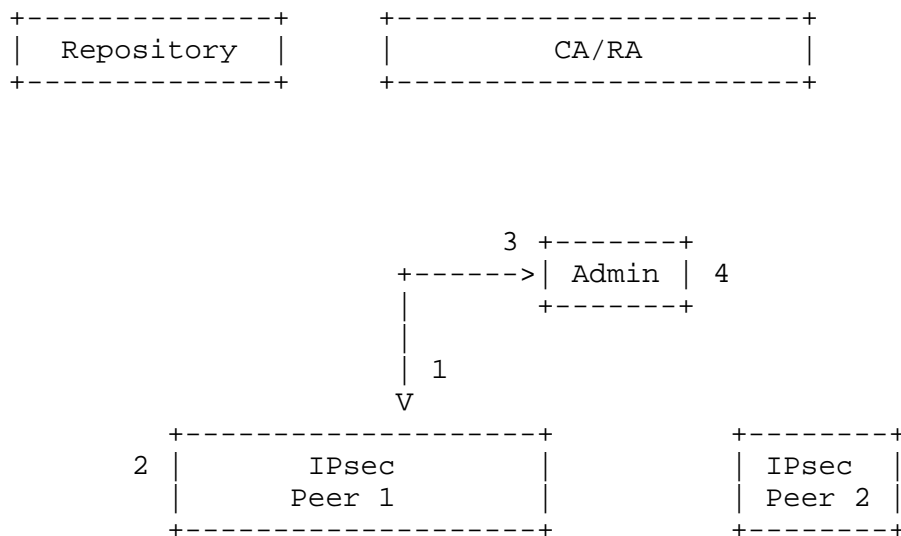 +--------------+     +-----------------------+
|  Repository  |     |         CA/RA         |
+--------------+     +-----------------------+
3 +-------+
+------>| Admin | 4
|       +-------+
|
| 1
V
+--------------------+          +---------+
2 |       IPsec        |          | IPsec   |
|      Peer 1        |          | Peer 2  |
+--------------------+          +---------+